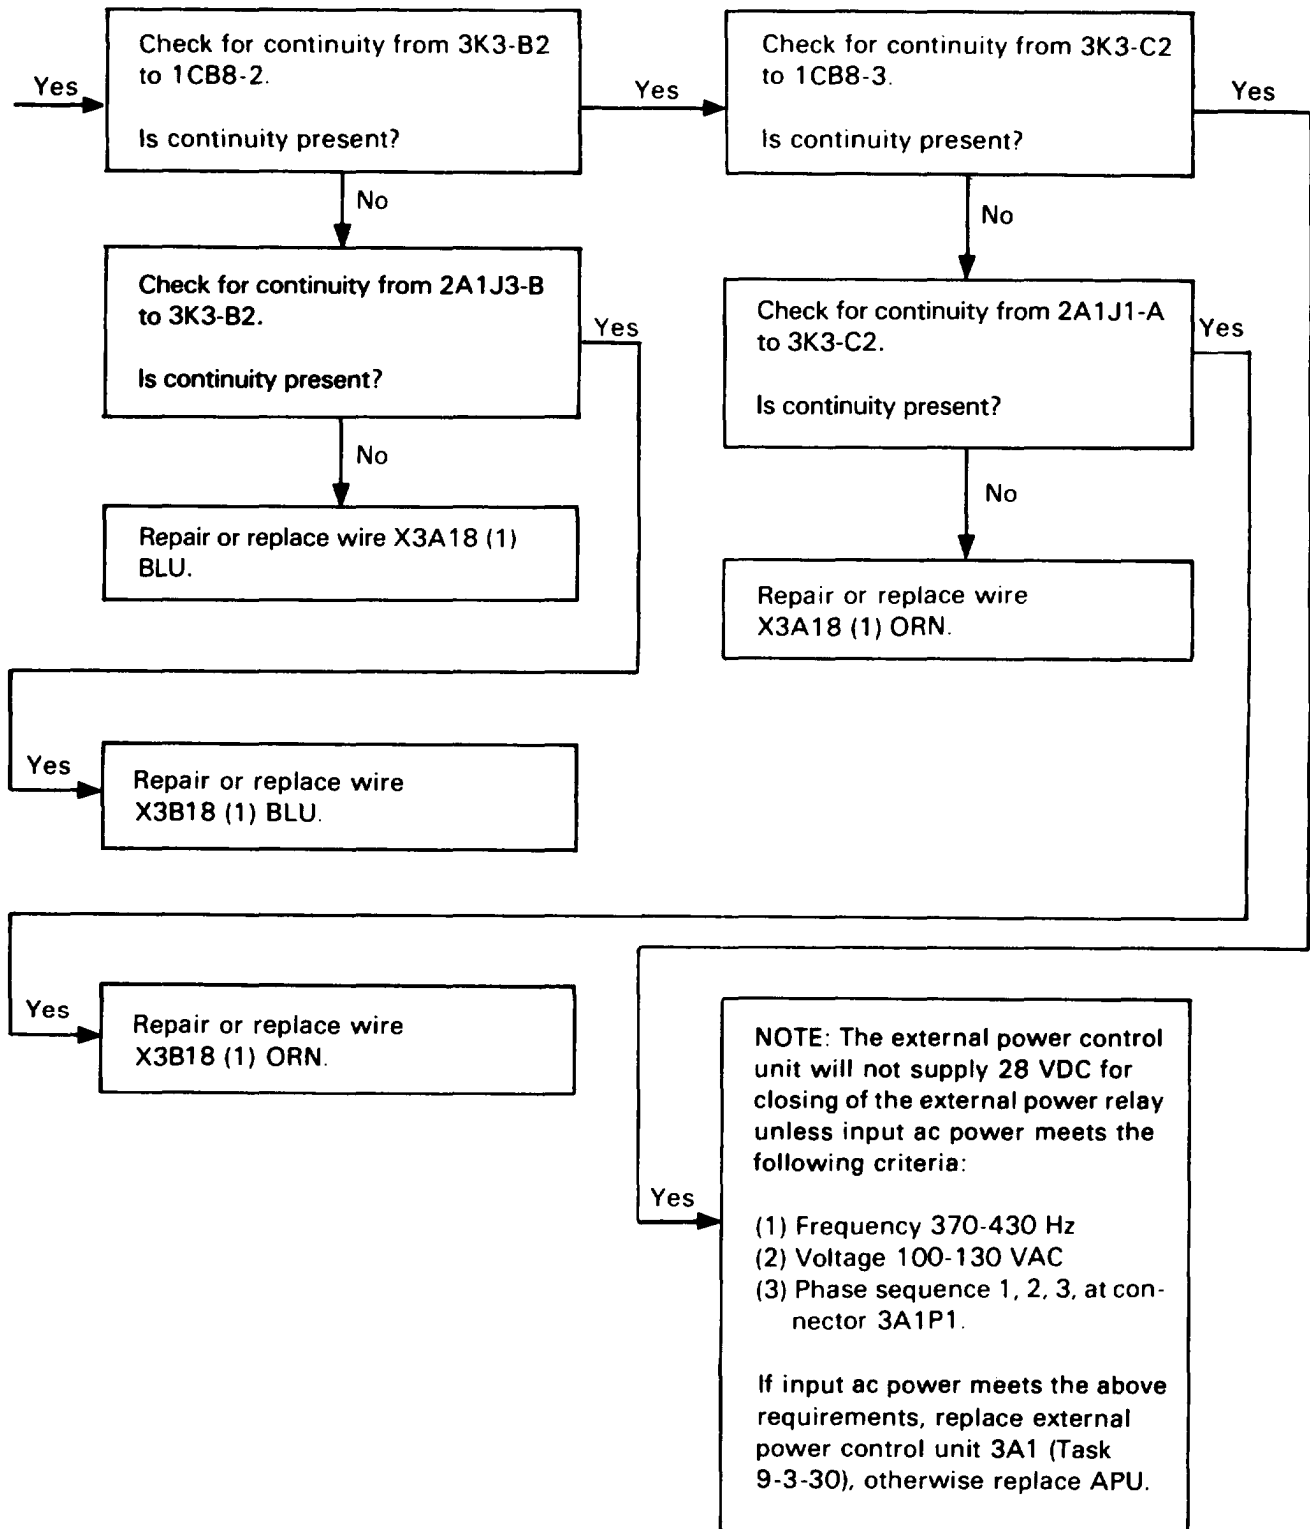 Yes
Check for continuity from 3K3-B2
to 1CB8-2.
Is continuity present?
Yes
Check for continuity from 3K3-C2
to 1CB8-3.
Is continuity present?
Yes
No
No
Check for continuity from 2A1J3-B
to 3K3-B2.
Is continuity present?
Yes
Check for continuity from 2A1J1-A
to 3K3-C2.
Is continuity present?
Yes
No
No
Repair or replace wire X3A18 (1)
BLU.
Repair or replace wire
X3A18 (1) ORN.
Yes
Repair or replace wire
X3B18 (1) BLU.
Yes
Repair or replace wire
X3B18 (1) ORN.
Yes
NOTE: The external power control
unit will not supply 28 VDC for
closing of the external power relay
unless input ac power meets the
following criteria:
(1) Frequency 370-430 Hz
(2) Voltage 100-130 VAC
(3) Phase sequence 1, 2, 3, at con-
nector 3A1P1.
If input ac power meets the above
requirements, replace external
power control unit 3A1 (Task
9-3-30), otherwise replace APU.